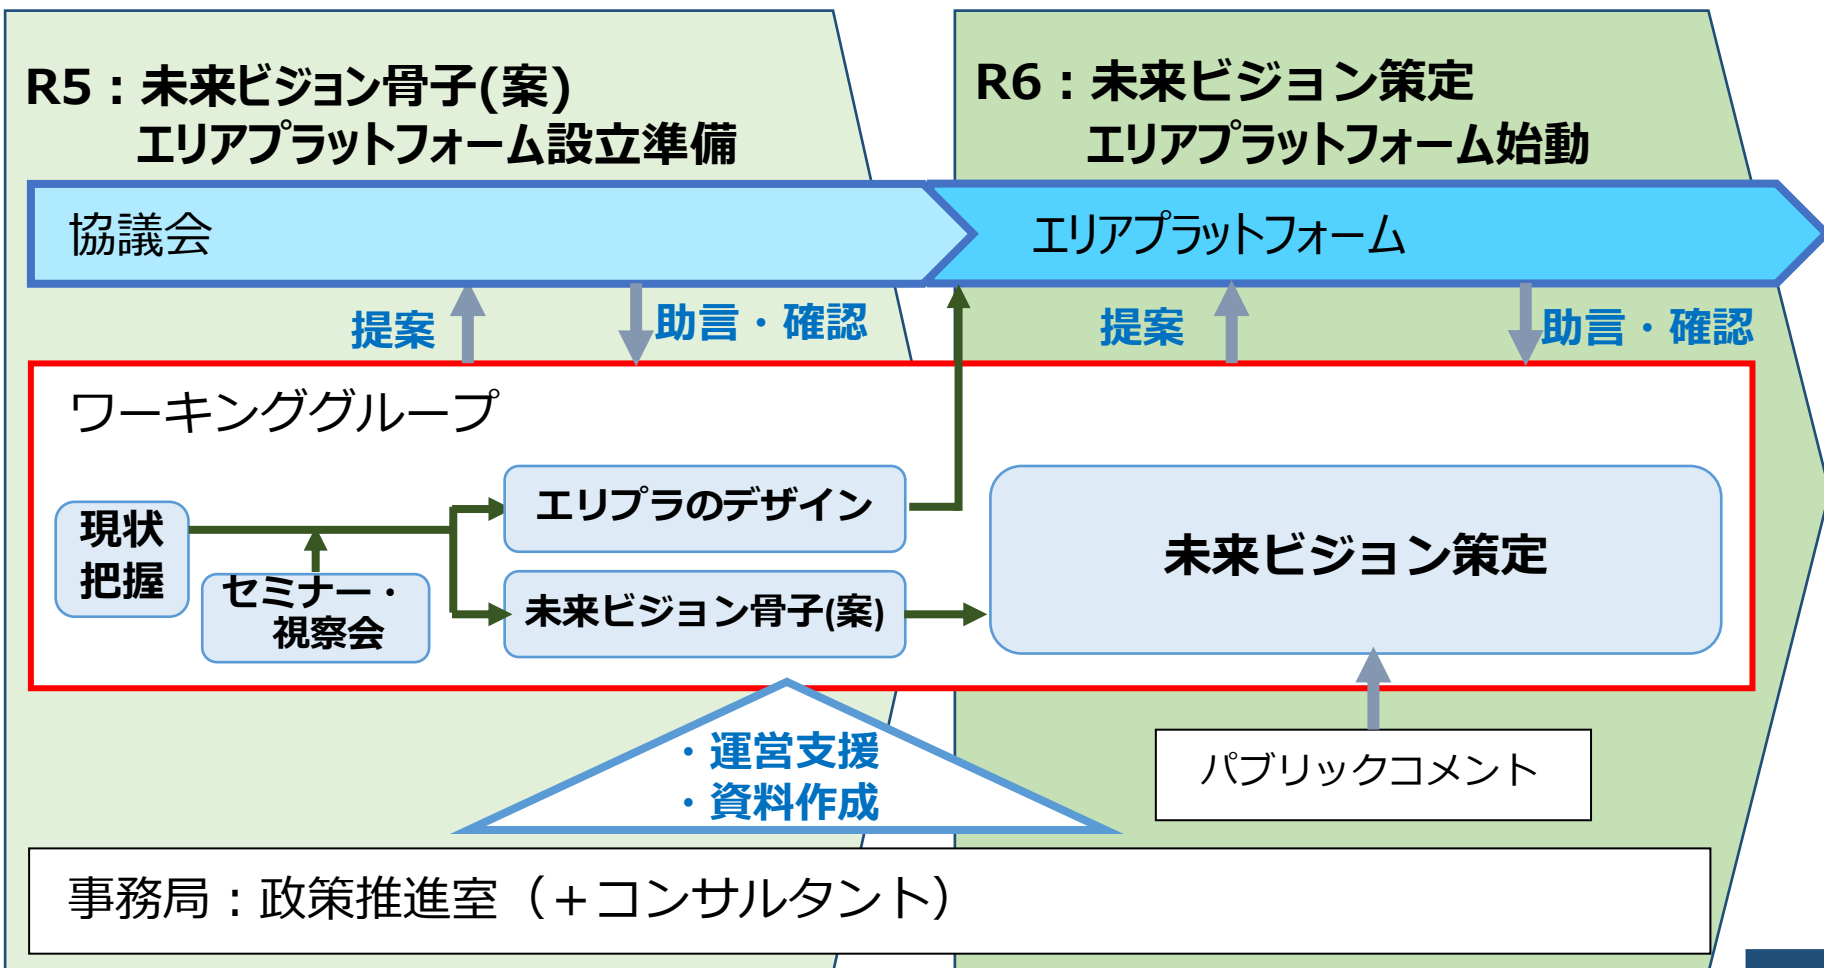 R5：未来ビジョン骨子(案)
エリアプラットフォーム設立準備
R6：未来ビジョン策定
エリアプラットフォーム始動
協議会
エリアプラットフォーム
提案
助言・確認
提案
助言・確認
ワーキンググループ
現状
把握
セミナー・
視察会
エリプラのデザイン
未来ビジョン骨子(案)
未来ビジョン策定
・運営支援
・資料作成
パブリックコメント
事務局：政策推進室（＋コンサルタント）